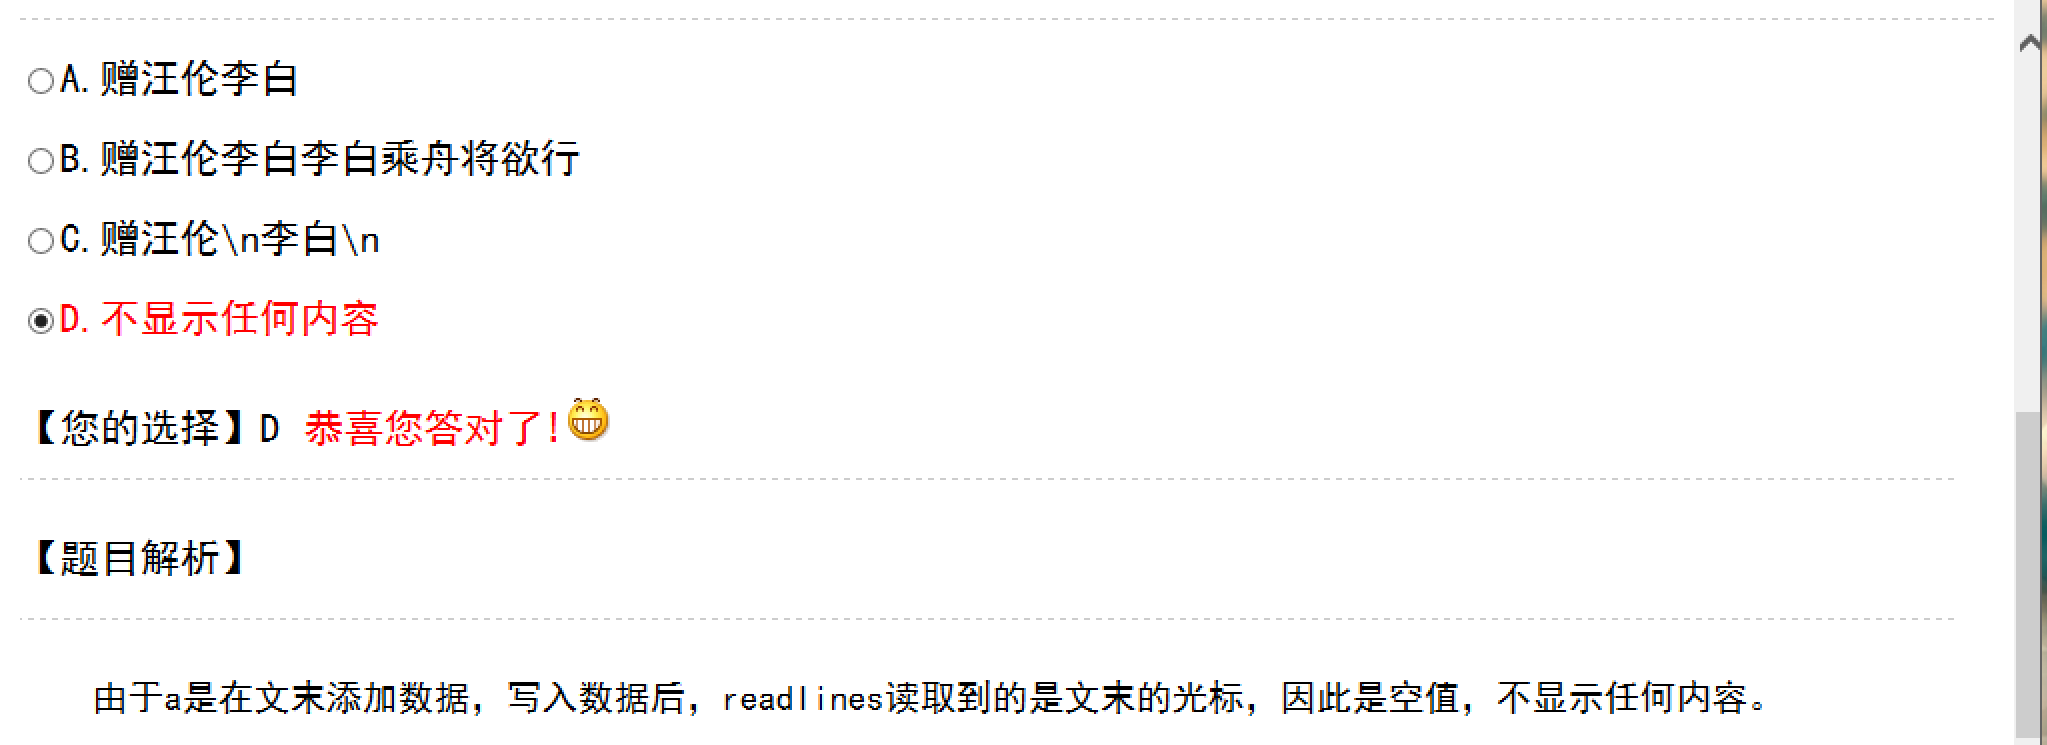 A. 赠汪伦李白
B. 赠汪伦李白李白乘舟将欲行
C. 赠汪伦\n李白\n
D. 不显示任何内容
【您的选择】D 恭喜您答对了!
【题目解析】
由于a是在文末添加数据，写入数据后，readlines读取到的是文末的光标，因此是空值，不显示任何内容。